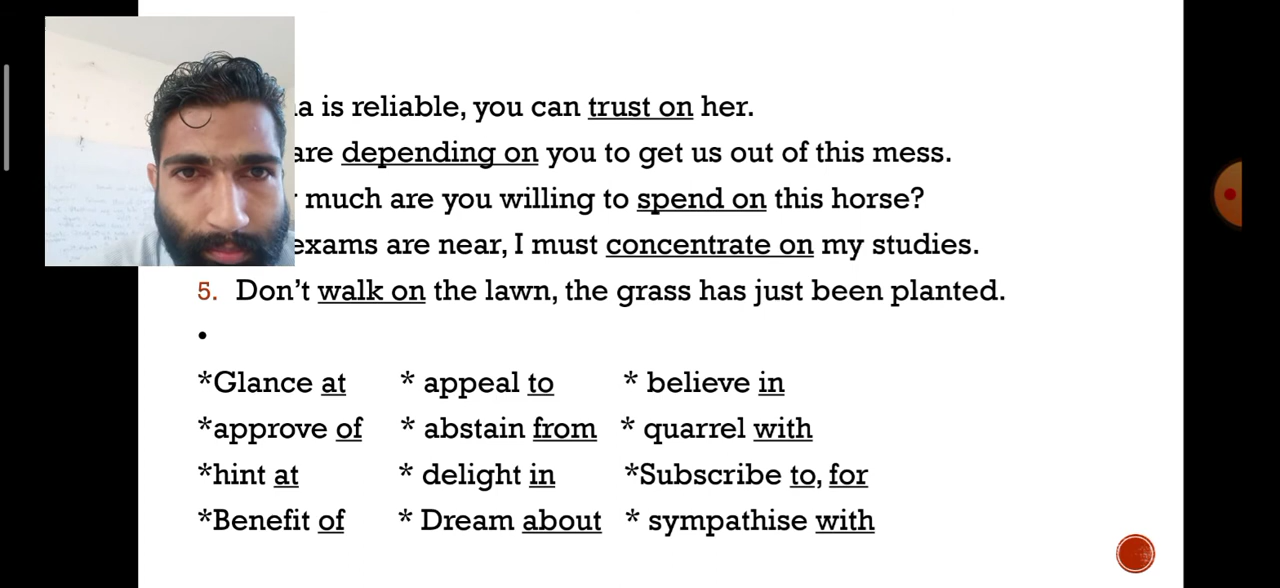 is reliable, you can trust on her.
are depending on you to get us out of this mess.
much are you willing to spend on this horse?
exams are near, I must concentrate on my studies.
5. Don't walk on the lawn, the grass has just been planted.
•
*Glance at * appeal to * believe in
*approve of * abstain from * quarrel with
*hint at * delight in *Subscribe to, for
*Benefit of * Dream about * sympathise with